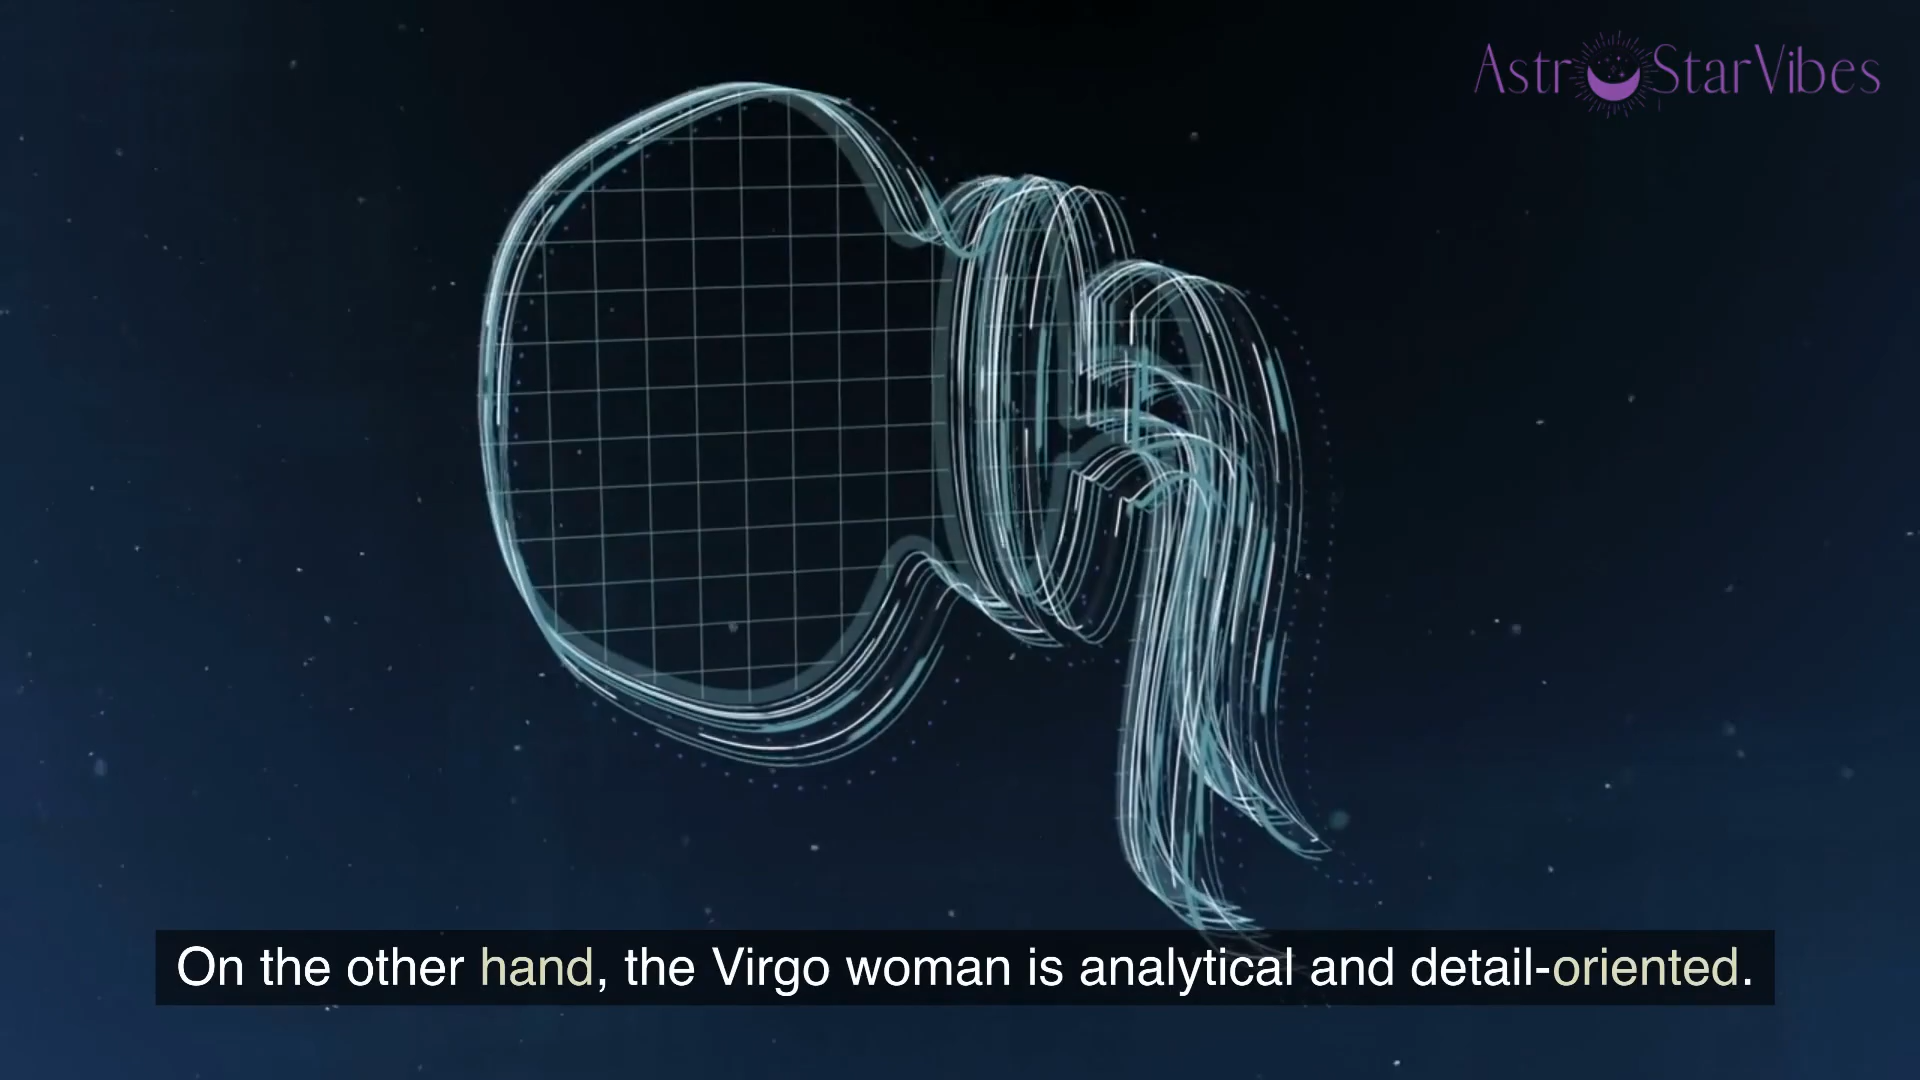 AstroStarVibes
On the other hand, the Virgo woman is analytical and detail-oriented.